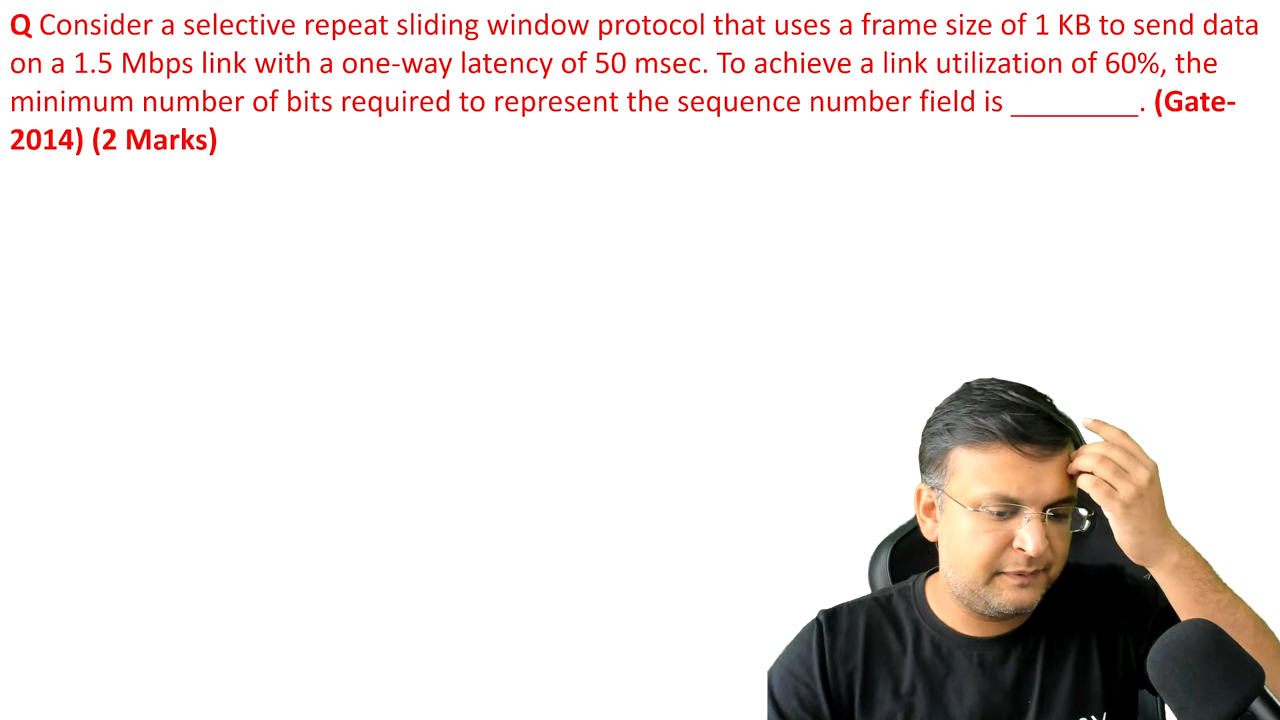 Q Consider a selective repeat sliding window protocol that uses a frame size of 1 KB to send data
on a 1.5 Mbps link with a one-way latency of 50 msec. To achieve a link utilization of 60%, the
minimum number of bits required to represent the sequence number field is _________. (Gate-
2014) (2 Marks)